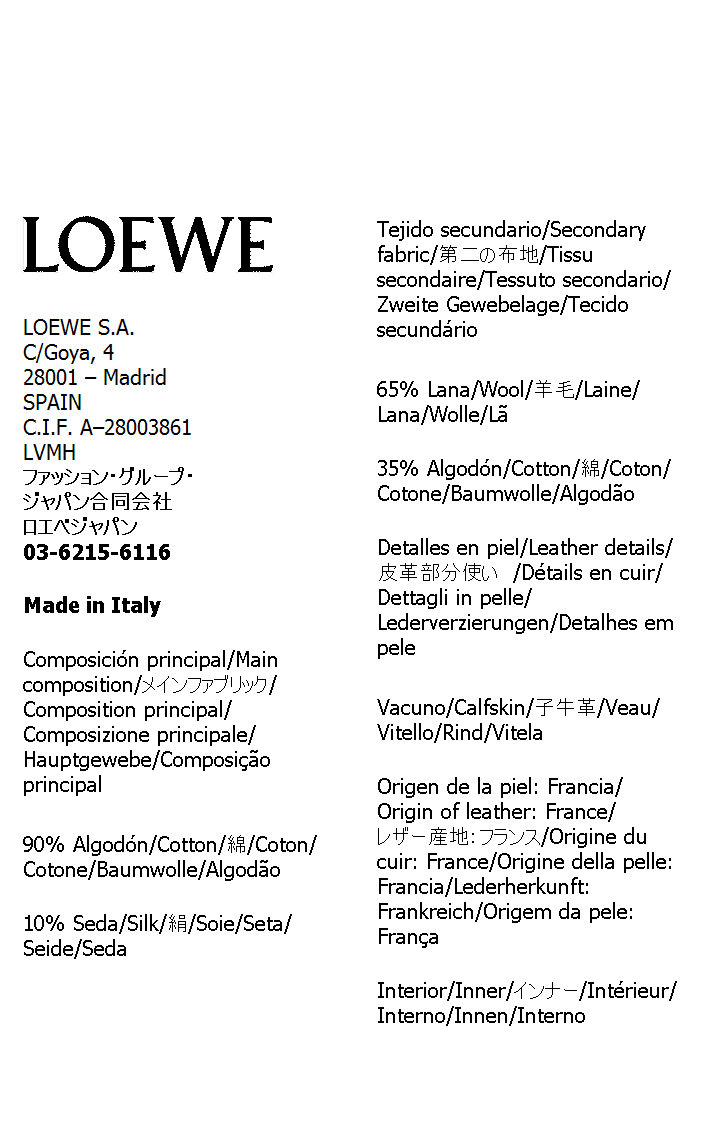 LOEWE
LOEWE S.A.
C/Goya, 4
28001 – Madrid
SPAIN
C.I.F. A–28003861
LVMH
ファッション・グループ・
ジャパン合同会社
ロエベジャパン
03-6215-6116
Made in Italy
Composición principal/Main
composition/メインファブリック/
Composition principal/
Composizione principale/
Hauptgewebe/Composição
principal
90% Algodón/Cotton/綿/Coton/
Cotone/Baumwolle/Algodão
10% Seda/Silk/絹/Soie/Seta/
Seide/Seda
Tejido secundario/Secondary
fabric/第二の布地/Tissu
secondaire/Tessuto secondario/
Zweite Gewebelage/Tecido
secundário
65% Lana/Wool/羊毛/Laine/
Lana/Wolle/Lã
35% Algodón/Cotton/綿/Coton/
Cotone/Baumwolle/Algodão
Detalles en piel/Leather details/
皮革部分使い /Détails en cuir/
Dettagli in pelle/
Lederverzierungen/Detalhes em
pele
Vacuno/Calfskin/子牛革/Veau/
Vitello/Rind/Vitela
Origen de la piel: Francia/
Origin of leather: France/
レザー産地：フランス/Origine du
cuir: France/Origine della pelle:
Francia/Lederherkunft:
Frankreich/Origem da pele:
França
Interior/Inner/インナー/Intérieur/
Interno/Innen/Interno